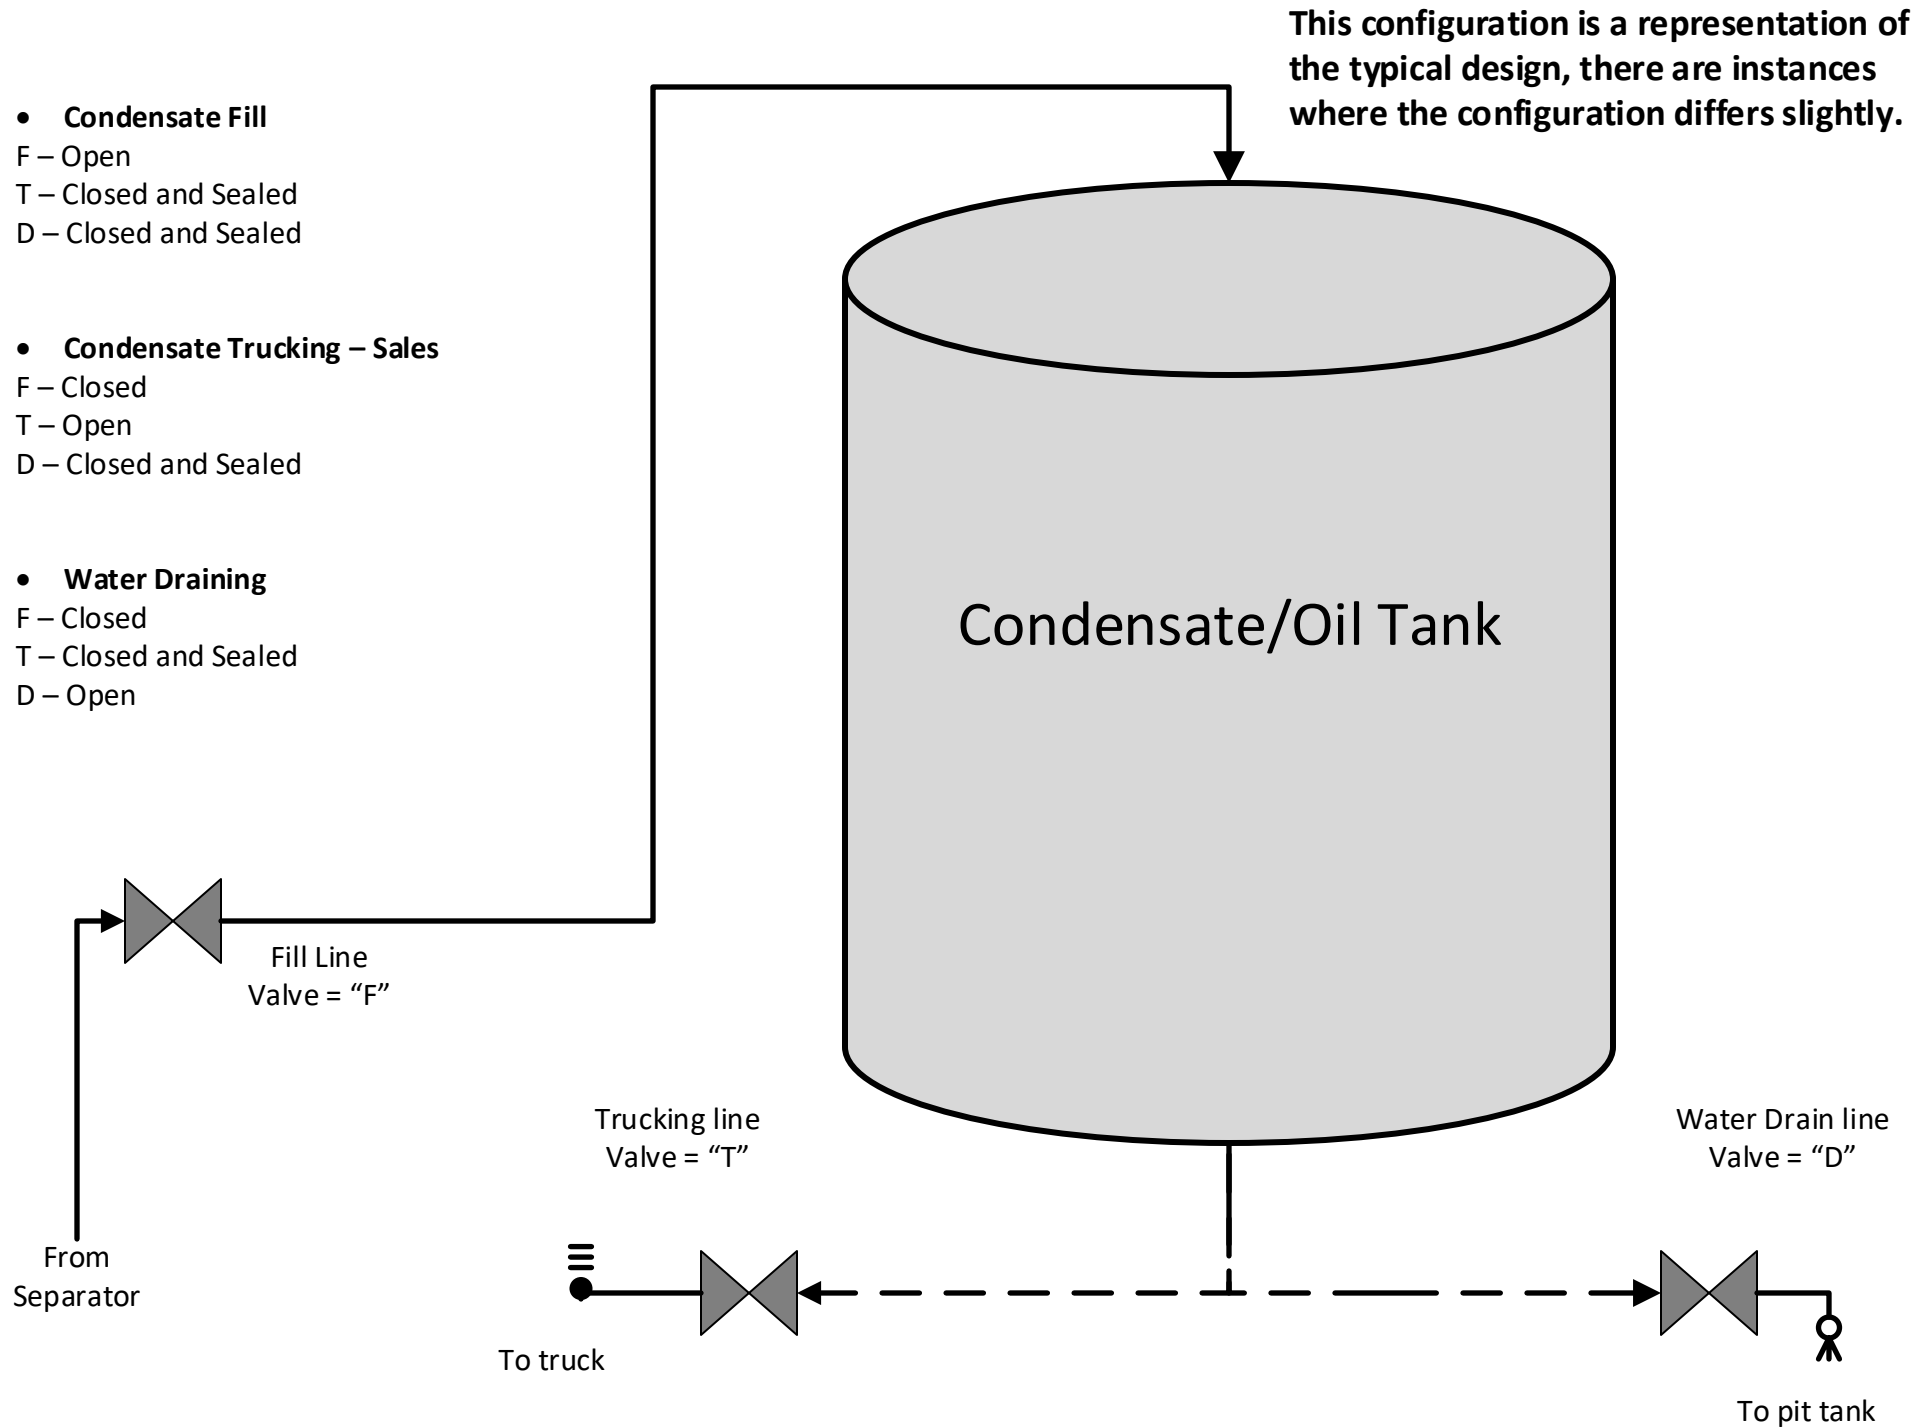 This configuration is a representation of
the typical design, there are instances
where the configuration differs slightly.
• Condensate Fill
F – Open
T – Closed and Sealed
D – Closed and Sealed
• Condensate Trucking – Sales
F – Closed
T – Open
D – Closed and Sealed
• Water Draining
F – Closed
T – Closed and Sealed
D – Open
Condensate/Oil Tank
Fill Line
Valve = “F”
Trucking line
Valve = “T”
Water Drain line
Valve = “D”
From
Separator
To truck
To pit tank